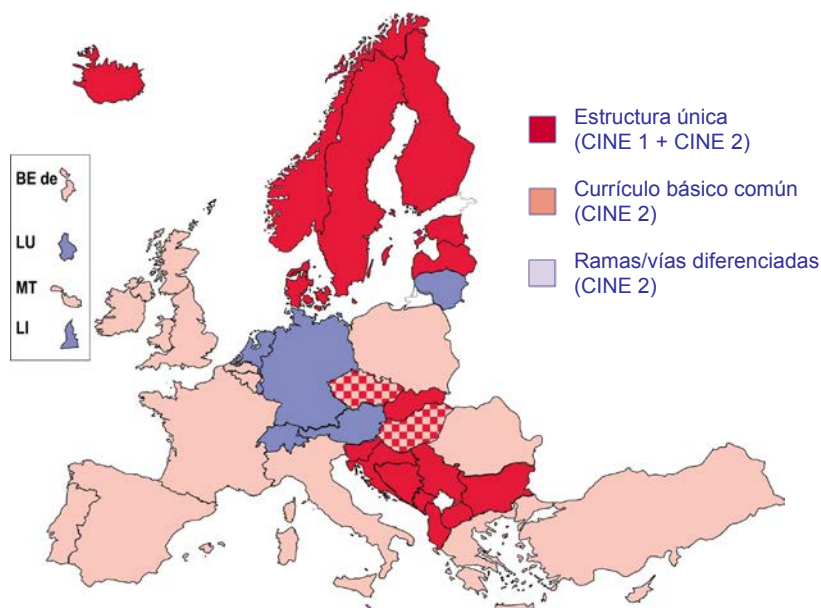 Estructura única
(CINE 1 + CINE 2)
Currículo básico común
(CINE 2)
Ramas/vías diferenciadas
(CINE 2)
BE de
LU
MT
LI